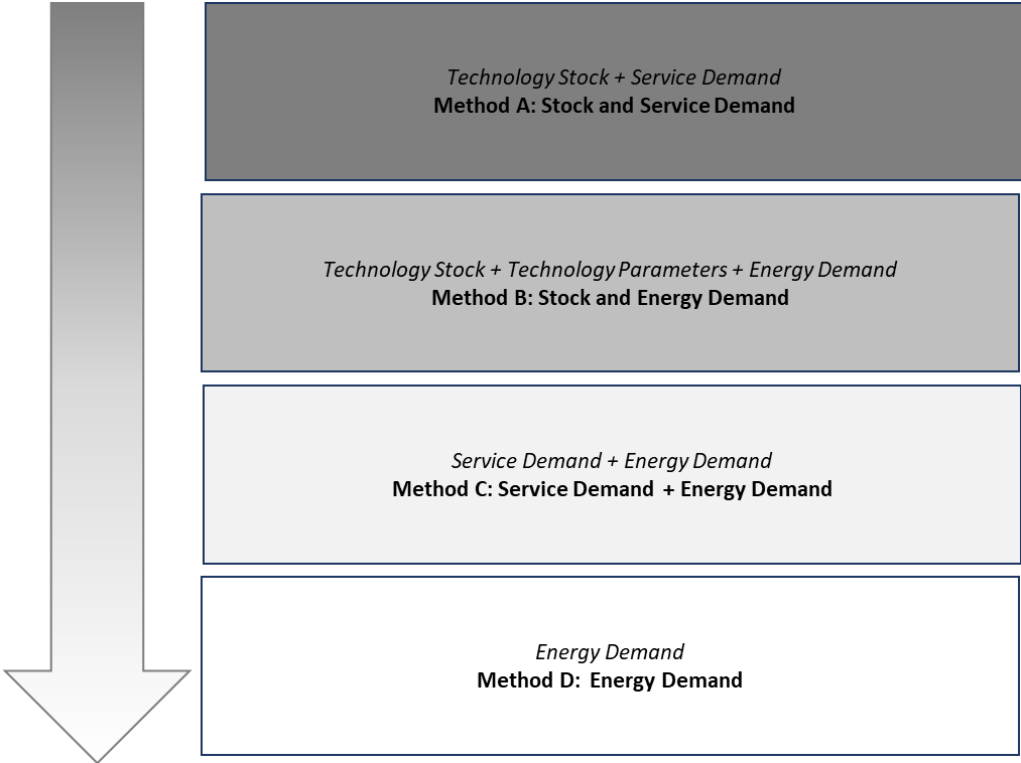 Technology Stock + Service Demand
Method A: Stock and Service Demand
Technology Stock + Technology Parameters + Energy Demand
Method B: Stock and Energy Demand
Service Demand + Energy Demand
Method C: Service Demand + Energy Demand
Energy Demand
Method D: Energy Demand